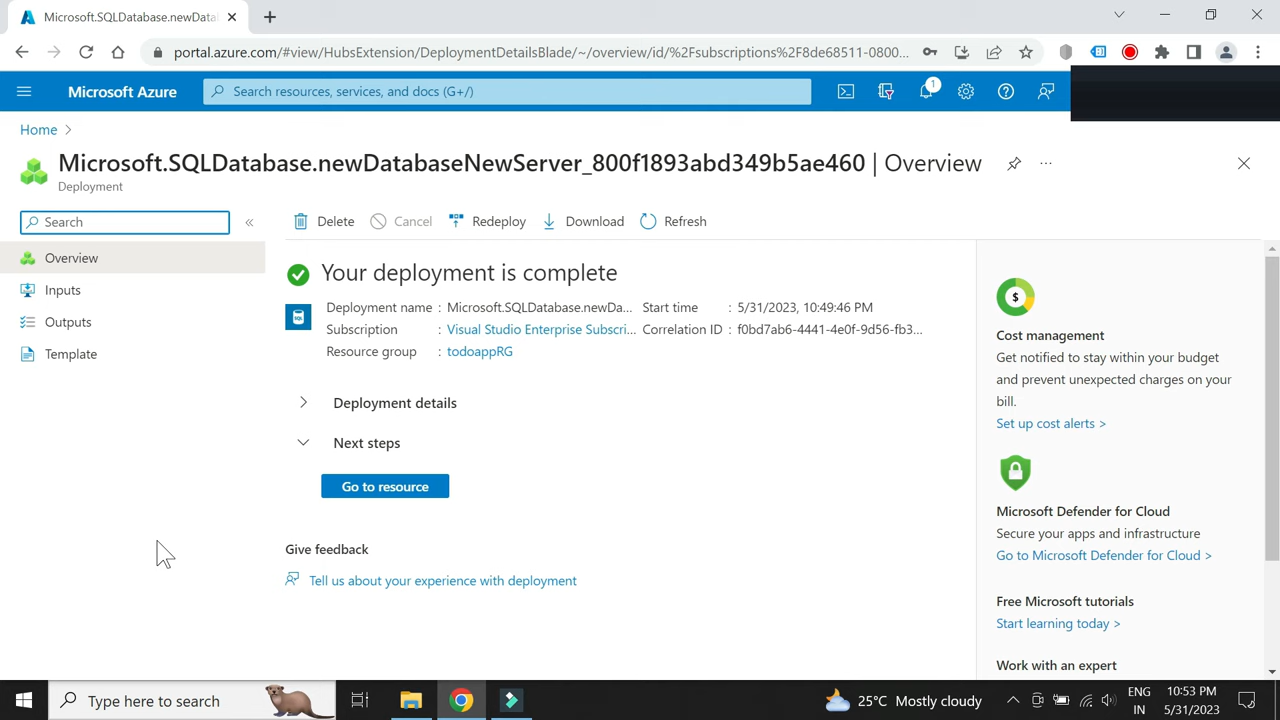 Microsoft.SQLDatabase.newData
portal.azure.com/#view/HubsExtension/DeploymentDetailsBlade/~/overview/id/%2Fsubscriptions%2F8de68511-0800...
Microsoft Azure
Search resources, services, and docs (G+/)
1
Home
Microsoft.SQLDatabase.newDatabaseNewServer_800f1893abd349b5ae460 | Overview
Deployment
Search
Delete
Cancel
Redeploy
Download
Refresh
Overview
Inputs
Outputs
Template
Your deployment is complete
SQL
Deployment name : Microsoft.SQLDatabase.newDa...
Subscription : Visual Studio Enterprise Subscri...
Resource group : todoappRG
Start time : 5/31/2023, 10:49:46 PM
Correlation ID : f0bd7ab6-4441-4e0f-9d56-fb3...
Deployment details
Next steps
Go to resource
Give feedback
Tell us about your experience with deployment
$
Cost management
Get notified to stay within your budget
and prevent unexpected charges on your
bill.
Set up cost alerts >
Microsoft Defender for Cloud
Secure your apps and infrastructure
Go to Microsoft Defender for Cloud >
Free Microsoft tutorials
Start learning today >
Work with an expert
Type here to search
25°C Mostly cloudy
ENG
IN
10:53 PM
5/31/2023